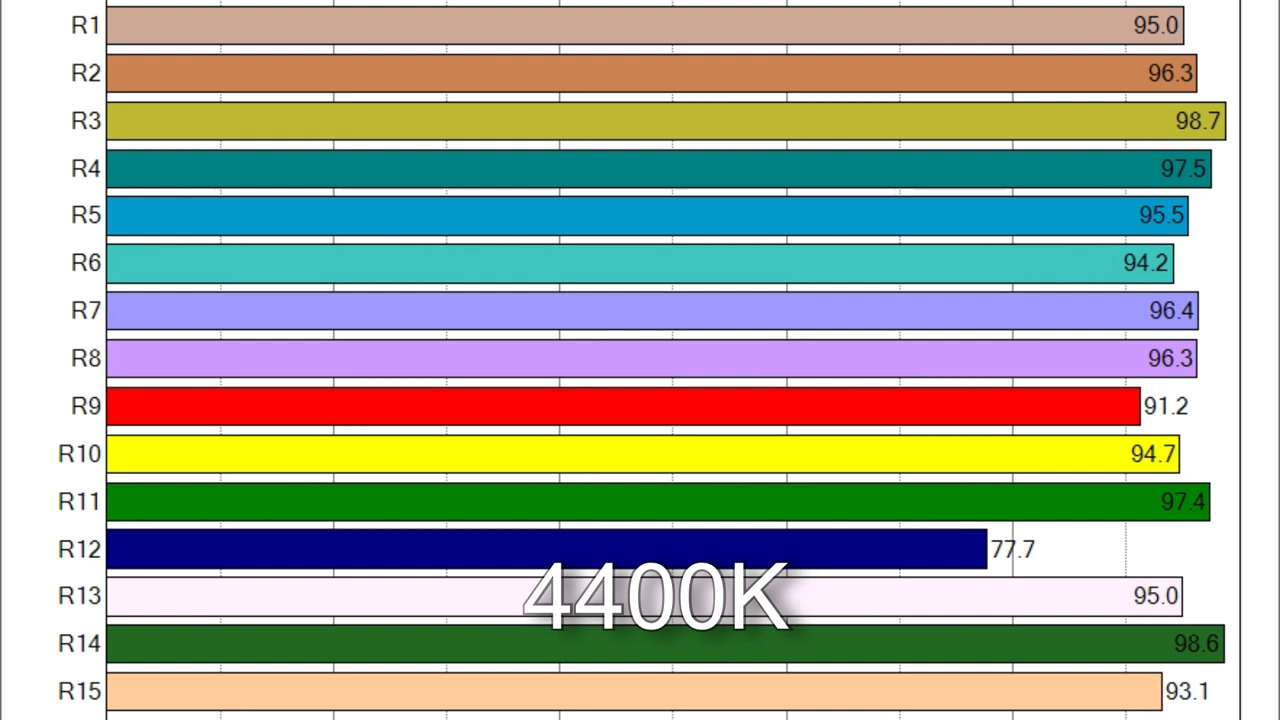 R1 95.0
R2 96.3
R3 98.7
R4 97.5
R5 95.5
R6 94.2
R7 96.4
R8 96.3
R9 91.2
R10 94.7
R11 97.4
R12 77.7
4400K
R13 95.0
R14 98.6
R15 93.1